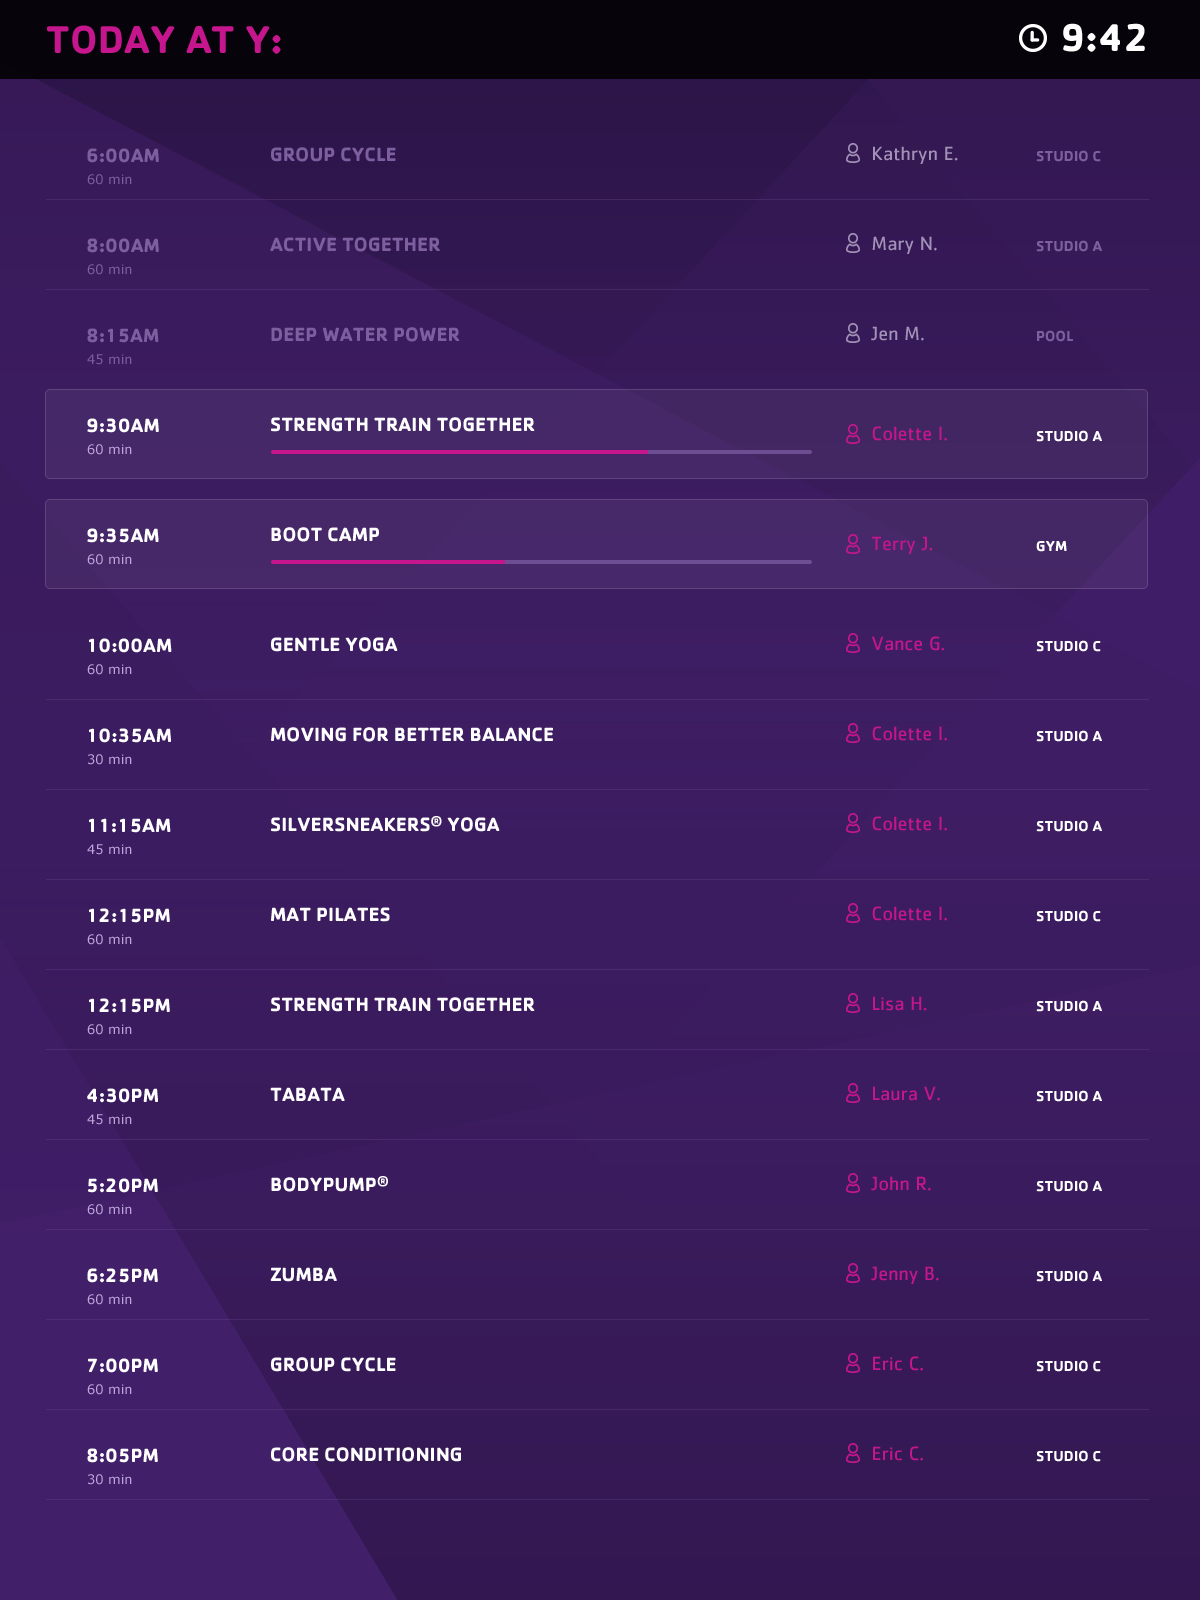 TODAY AT Y:
9:42
6:00AM GROUP CYCLE Kathryn E. STUDIO C
60 min
8:00AM ACTIVE TOGETHER Mary N. STUDIO A
60 min
8:15AM DEEP WATER POWER Jen M. POOL
45 min
9:30AM STRENGTH TRAIN TOGETHER Colette I. STUDIO A
60 min
9:35AM BOOT CAMP Terry J. GYM
60 min
10:00AM GENTLE YOGA Vance G. STUDIO C
60 min
10:35AM MOVING FOR BETTER BALANCE Colette I. STUDIO A
30 min
11:15AM SILVERSNEAKERS® YOGA Colette I. STUDIO A
45 min
12:15PM MAT PILATES Colette I. STUDIO C
60 min
12:15PM STRENGTH TRAIN TOGETHER Lisa H. STUDIO A
60 min
4:30PM TABATA Laura V. STUDIO A
45 min
5:20PM BODYPUMP® John R. STUDIO A
60 min
6:25PM ZUMBA Jenny B. STUDIO A
60 min
7:00PM GROUP CYCLE Eric C. STUDIO C
60 min
8:05PM CORE CONDITIONING Eric C. STUDIO C
30 min